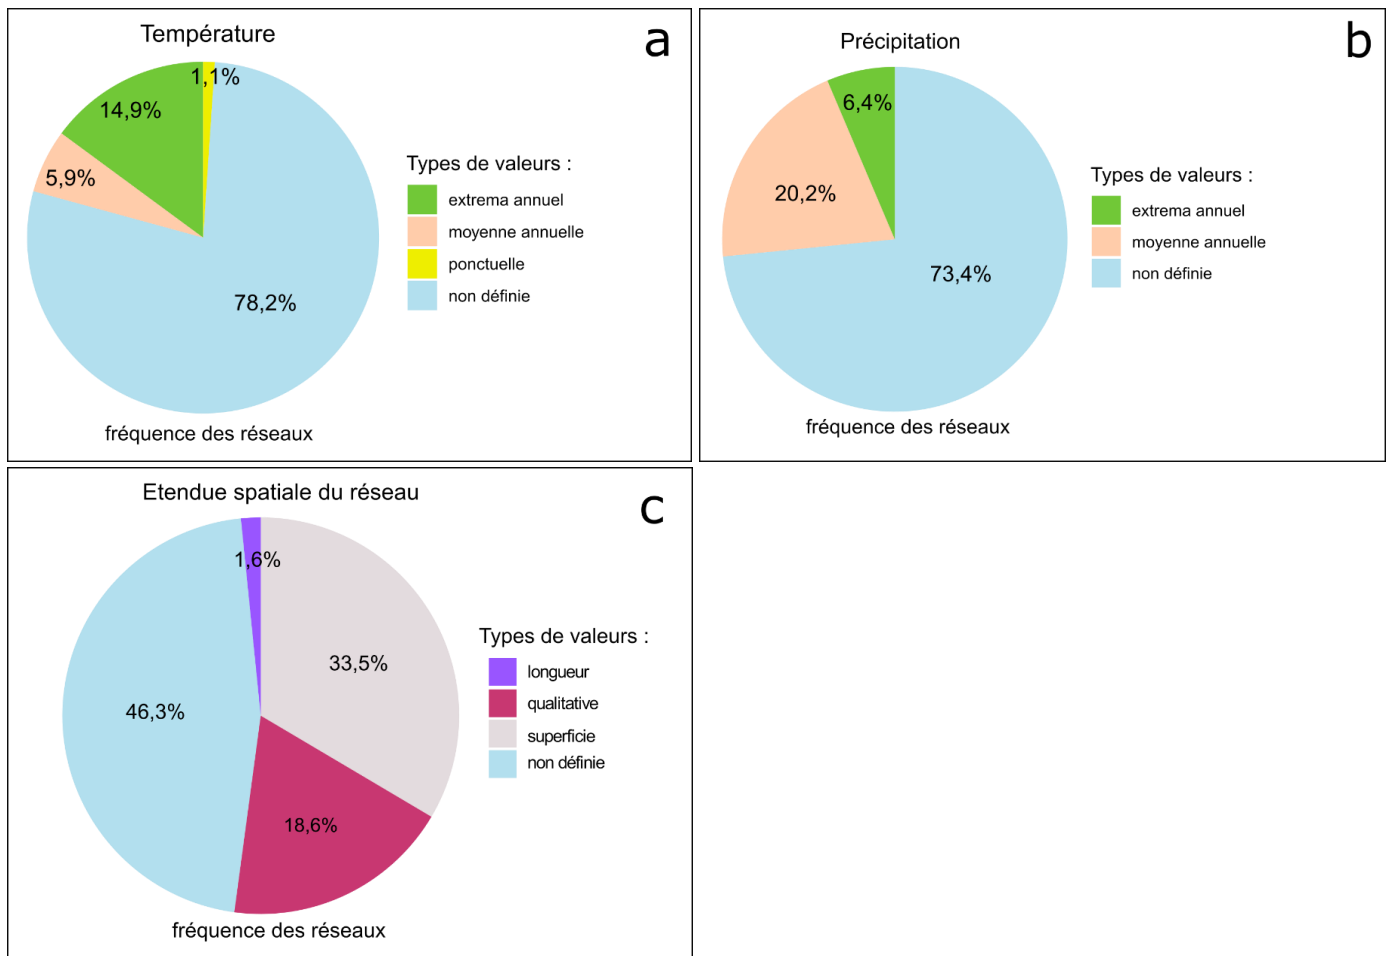 Température
a
1,1%
14,9%
5,9%
78,2%
Types de valeurs :
extrema annuel
moyenne annuelle
ponctuelle
non définie
fréquence des réseaux
Précipitation
b
6,4%
20,2%
73,4%
Types de valeurs :
extrema annuel
moyenne annuelle
non définie
fréquence des réseaux
Etendue spatiale du réseau
c
1,6%
33,5%
46,3%
18,6%
Types de valeurs :
longueur
qualitative
superficie
non définie
fréquence des réseaux